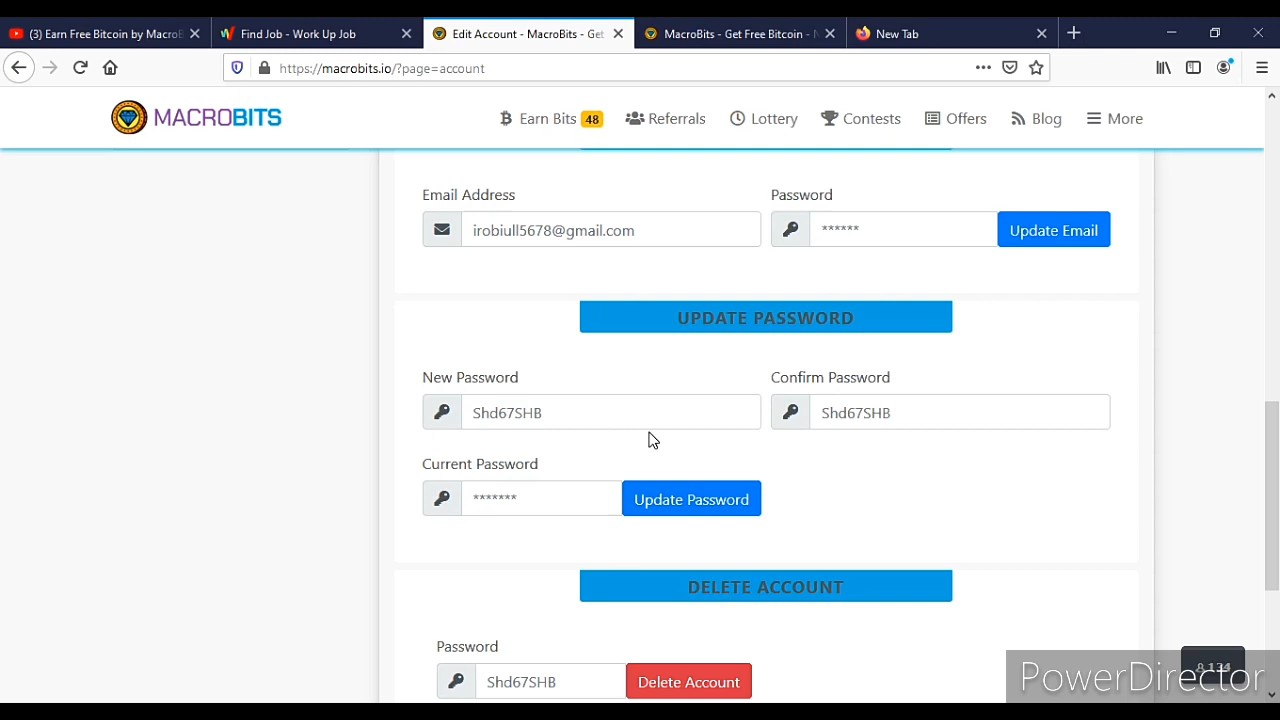 (3) Earn Free Bitcoin by MacroB
Find Job - Work Up Job
Edit Account - MacroBits - Get
MacroBits - Get Free Bitcoin - N
New Tab
https://macrobits.io/?page=account
MACROBITS
Earn Bits 48
Referrals
Lottery
Contests
Offers
Blog
More
Email Address
Password
irobiull5678@gmail.com
******
Update Email
UPDATE PASSWORD
New Password
Confirm Password
Shd67SHB
Shd67SHB
Current Password
*******
Update Password
DELETE ACCOUNT
Password
Shd67SHB
Delete Account
PowerDirector